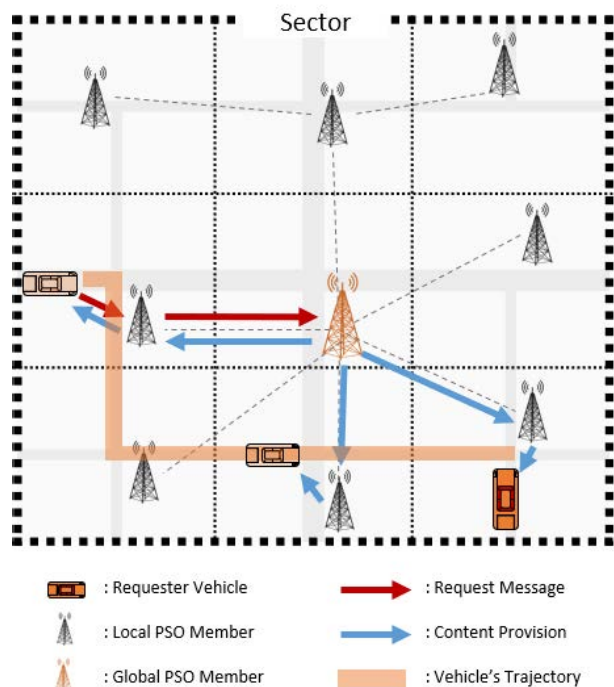 Sector
: Requester Vehicle
: Request Message
: Local PSO Member
: Content Provision
: Global PSO Member
: Vehicle's Trajectory